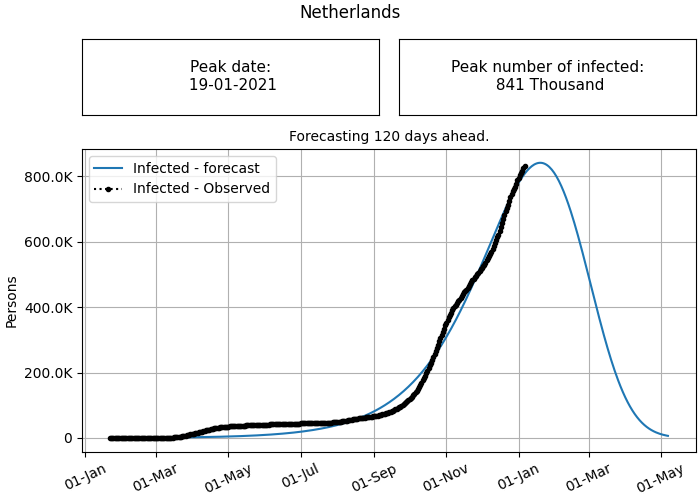 Netherlands
Peak date:
19-01-2021
Peak number of infected:
841 Thousand
Forecasting 120 days ahead.
Infected - forecast
Infected - Observed
Persons
800.0K
600.0K
400.0K
200.0K
0
01-Jan
01-Mar
01-May
01-Jul
01-Sep
01-Nov
01-Jan
01-Mar
01-May